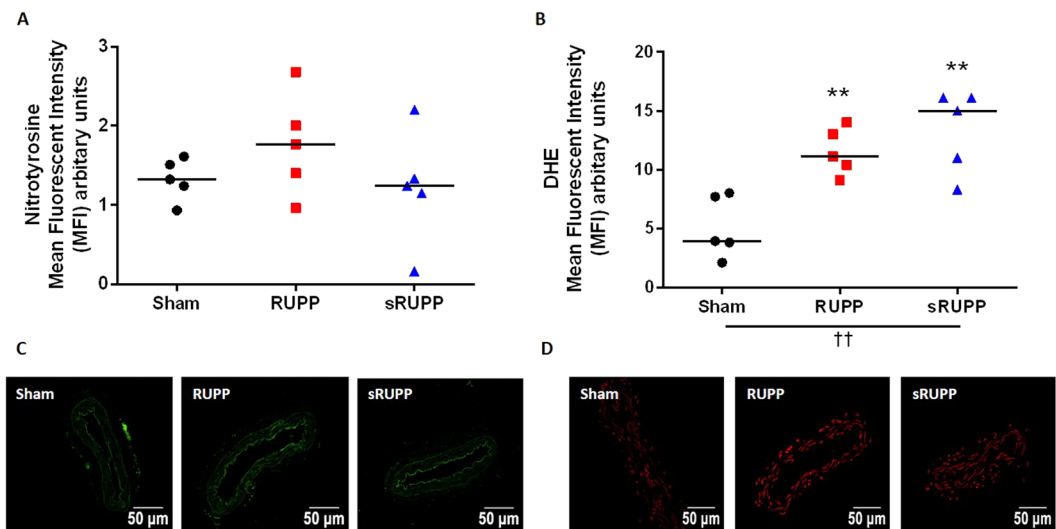 A
Nitrotyrosine
Mean Fluorescent Intensity
(MFI) arbitary units
3
2
1
0
Sham RUPP sRUPP
B
DHE
Mean Fluorescent Intensity
(MFI) arbitary units
20
15
10
5
0
**
**
Sham RUPP sRUPP
††
C
Sham
50 μm
RUPP
50 μm
sRUPP
50 μm
D
Sham
50 μm
RUPP
50 μm
sRUPP
50 μm